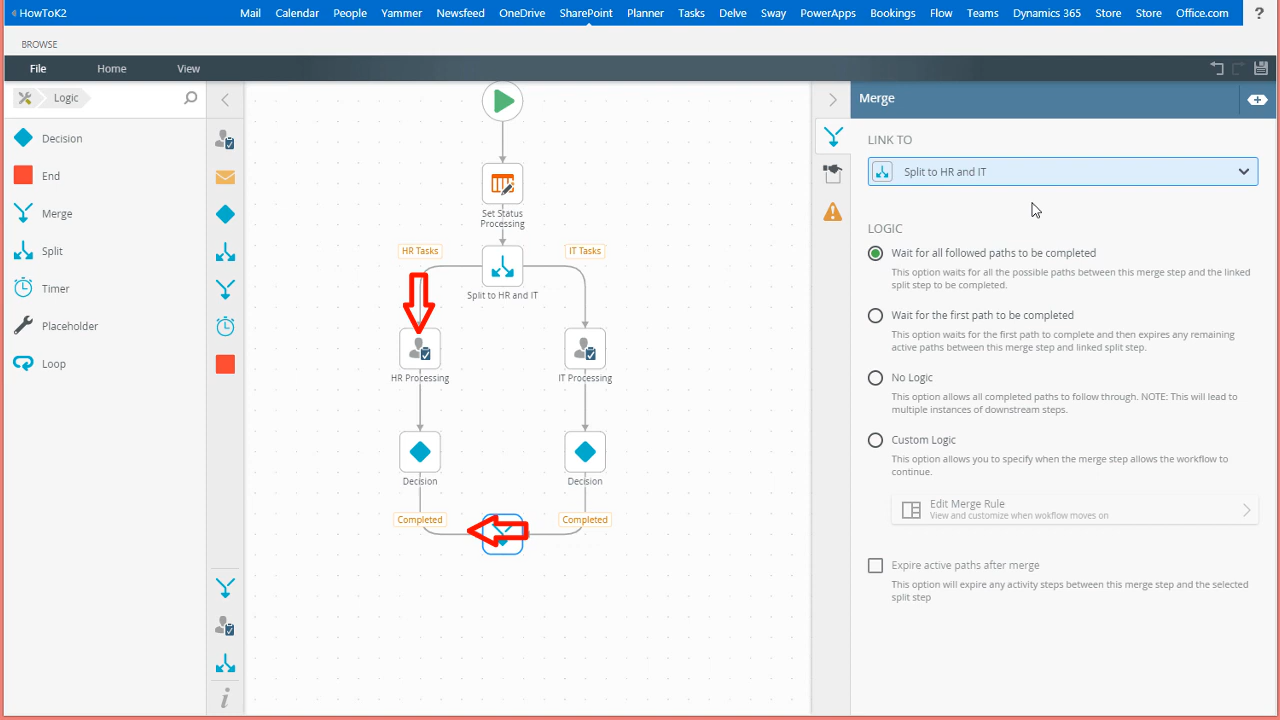 HowToK2 Mail Calendar People Yammer Newsfeed OneDrive SharePoint Planner Tasks Delve Sway PowerApps Bookings Flow Teams Dynamics 365 Store Store Office.com ?
BROWSE
File Home View
Logic
Decision
End
Merge
Split
Timer
Placeholder
Loop
Set Status
Processing
HR Tasks IT Tasks
Split to HR and IT
HR Processing IT Processing
Decision Decision
Completed Completed
Merge
LINK TO
Split to HR and IT
LOGIC
Wait for all followed paths to be completed
This option waits for all the possible paths between this merge step and the linked
split step to be completed.
Wait for the first path to be completed
This option waits for the first path to complete and then expires any remaining
active paths between this merge step and linked split step.
No Logic
This option allows all completed paths to follow through. NOTE: This will lead to
multiple instances of downstream steps.
Custom Logic
This option allows you to specify when the merge step allows the workflow to
continue.
Edit Merge Rule
View and customize when wokflow moves on
Expire active paths after merge
This option will expire any activity steps between this merge step and the selected
split step